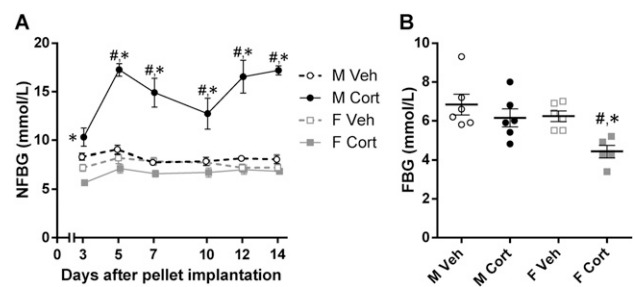 A
NFBG (mmol/L)
20
15
10
5
0
#,*
#,*
#,*
#,*
#,*
*
0 3 5 7 10 12 14
Days after pellet implantation
M Veh
M Cort
F Veh
F Cort
B
FBG (mmol/L)
10
8
6
4
2
0
#,*
M Veh
M Cort
F Veh
F Cort